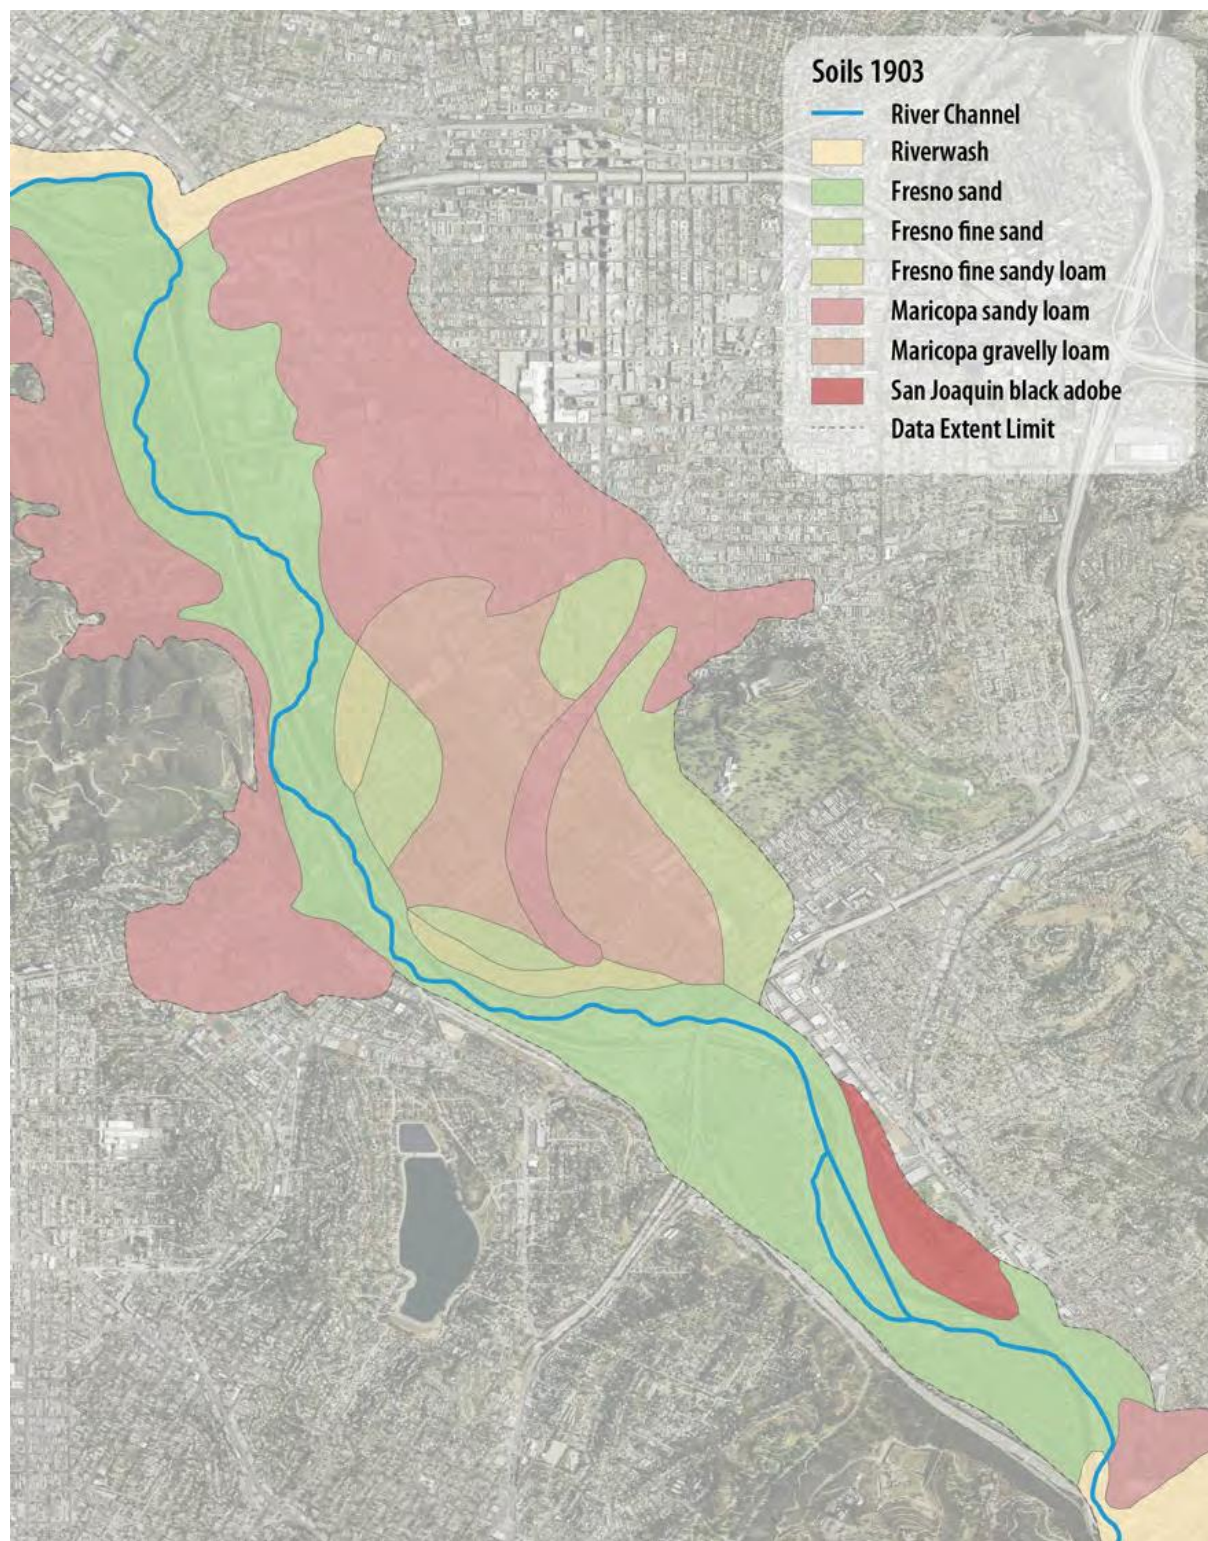 Soils 1903
River Channel
Riverwash
Fresno sand
Fresno fine sand
Fresno fine sandy loam
Maricopa sandy loam
Maricopa gravelly loam
San Joaquin black adobe
Data Extent Limit